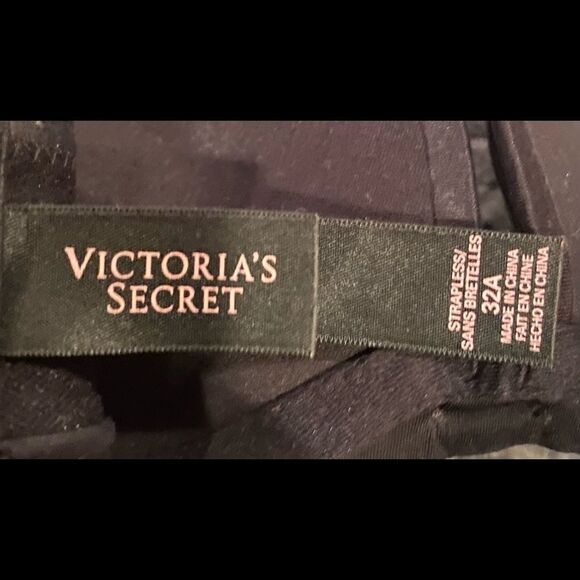 VICTORIA'S
SECRET
STRAPLESS/
SANS BRETELLES
32A
MADE IN CHINA
FAIT EN CHINE
HECHO EN CHINA